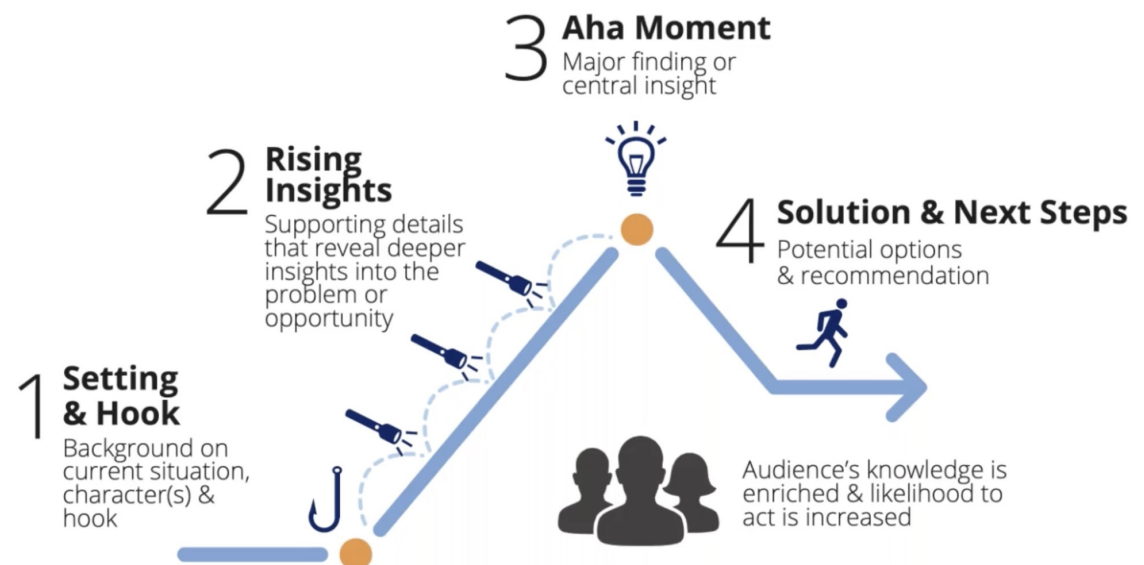 3
Aha Moment
Major finding or
central insight
2
Rising
Insights
Supporting details
that reveal deeper
insights into the
problem or
opportunity
4
Solution & Next Steps
Potential options
& recommendation
1
Setting
& Hook
Background on
current situation,
character(s) &
hook
Audience's knowledge is
enriched & likelihood to
act is increased